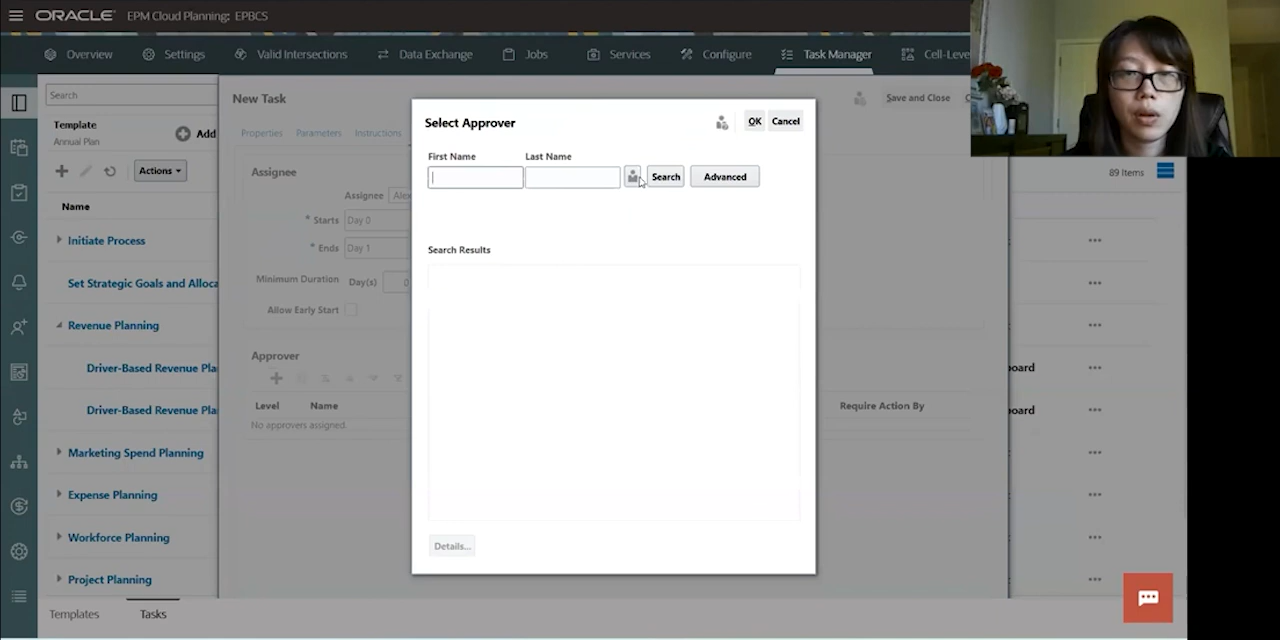 ORACLE® EPM Cloud Planning: EPBCS
Overview Settings Valid Intersections Data Exchange Jobs Services Configure Task Manager Cell-Leve
Search
Template
Annual Plan
Add
Actions
Name
Initiate Process
Set Strategic Goals and Alloca
Revenue Planning
Driver-Based Revenue Pla
Driver-Based Revenue Pla
Marketing Spend Planning
Expense Planning
Workforce Planning
Project Planning
Templates Tasks
New Task
Save and Close
Properties Parameters Instructions
Assignee
Assignee Alex
* Starts Day 0
* Ends Day 1
Minimum Duration Day(s) 0
Allow Early Start
Approver
Level Name
Require Action By
No approvers assigned.
Select Approver
OK Cancel
First Name Last Name
Search Advanced
Search Results
Details...
89 Items
oard
oard